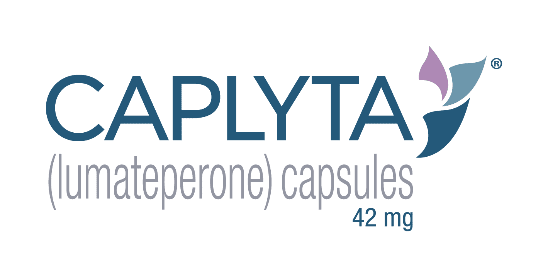 CAPLYTA®
(lumateperone) capsules
42 mg